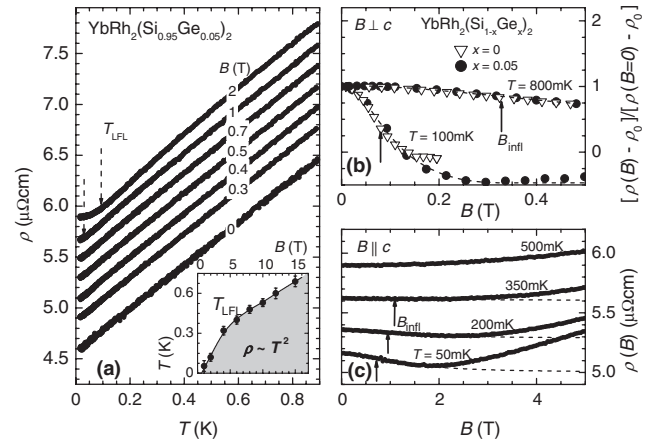 YbRh2(Si0.95Ge0.05)2
B (T)
2
1
0.7
0.5
0.4
0.3
0
TLFL
8.0
7.5
7.0
6.5
6.0
5.5
5.0
4.5
ρ (μΩcm)
(a)
0.0 0.2 0.4 0.6 0.8
T (K)
B (T)
0 5 10 15
0.6
0.3
0.0
T (K)
TLFL
ρ ~ T2
B ⊥ c YbRh2(Si1-xGex)2
x = 0
x = 0.05
T = 800mK
T = 100mK
Binfl
(b)
2
1
0
0.0 0.2 0.4
B (T)
[ρ(B) - ρ0]/[ρ(B=0) - ρ0]
B || c
500mK
350mK
Binfl
200mK
T = 50mK
(c)
6.0
5.5
5.0
ρ (B) (μΩcm)
0 2 4
B (T)